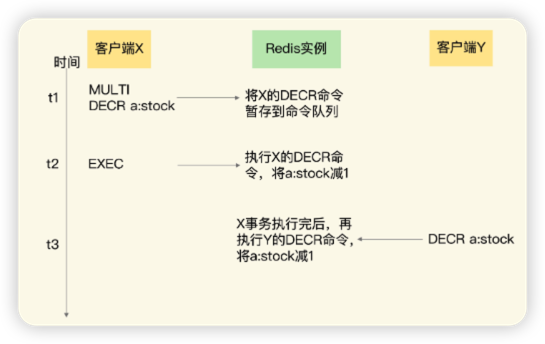 客户端X
Redis实例
客户端Y
时间
t1
MULTI
DECR a:stock
将X的DECR命令
暂存到命令队列
t2
EXEC
执行X的DECR命
令，将a:stock减1
t3
X事务执行完后，再
执行Y的DECR命令，
将a:stock减1
DECR a:stock